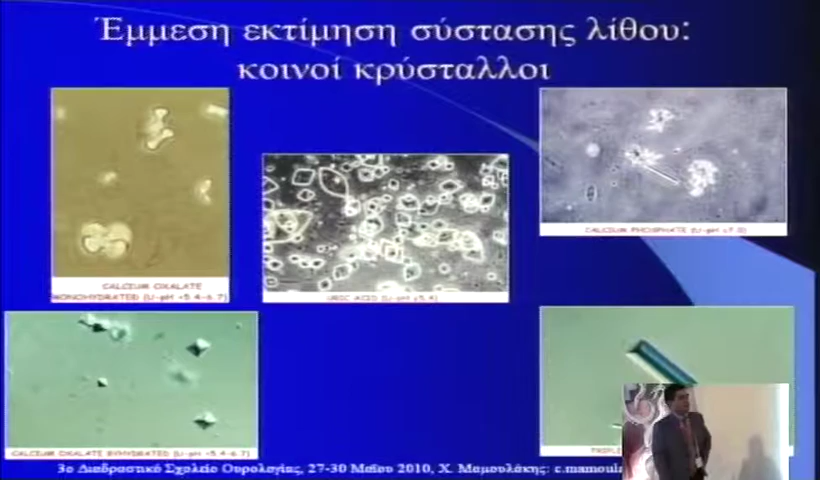 Έμμεση εκτίμηση σύστασης λίθου:
κοινοί κρύσταλλοι
CALCIUM OXALATE
MONOHYDRATED (U-pH <5.4-6.7)
URIC ACID (U-pH <5.4)
CALCIUM PHOSPHATE (U-pH >7.0)
CALCIUM OXALATE BYHYDRATED (U-pH <5.4-6.7)
3ο Διαδραστικό Σχολείο Ουρολογίας, 27-30 Μαΐου 2010, Χ. Μαμουλάκης: